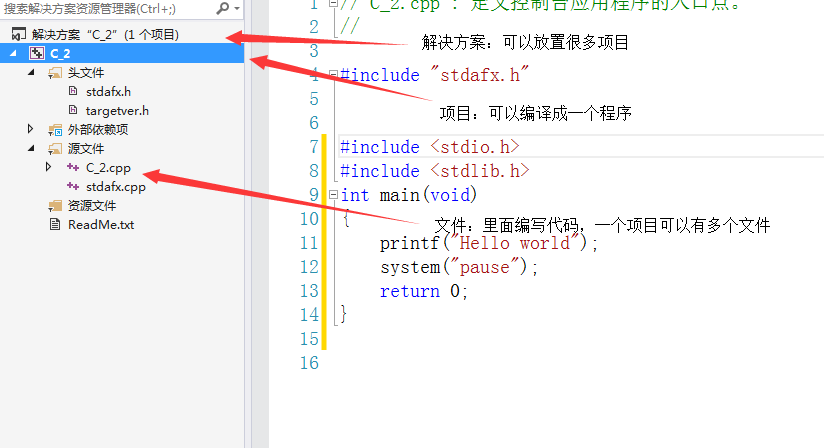 搜索解决方案资源管理器(Ctrl+;)
解决方案“C_2”(1 个项目)
C_2
头文件
stdafx.h
targetver.h
外部依赖项
源文件
C_2.cpp
stdafx.cpp
资源文件
ReadMe.txt
1 // C_2.cpp : 定义控制台应用程序的入口点。
2 //
3
4 #include "stdafx.h"
5
6
7 #include <stdio.h>
8 #include <stdlib.h>
9 int main(void)
10 {
11 printf("Hello world");
12 system("pause");
13 return 0;
14 }
15
16
解决方案：可以放置很多项目
项目：可以编译成一个程序
文件：里面编写代码，一个项目可以有多个文件